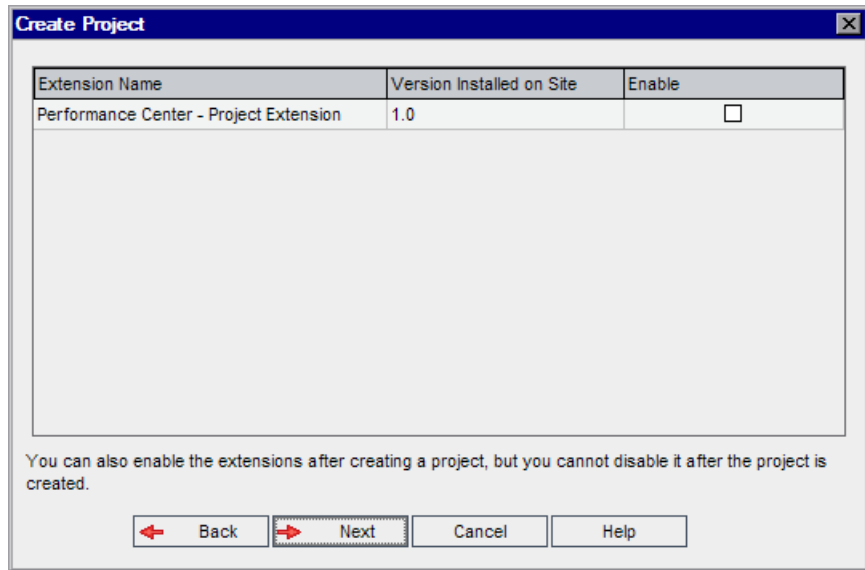 Create Project
Extension Name Version Installed on Site Enable
Performance Center - Project Extension 1.0
You can also enable the extensions after creating a project, but you cannot disable it after the project is
created.
Back Next Cancel Help